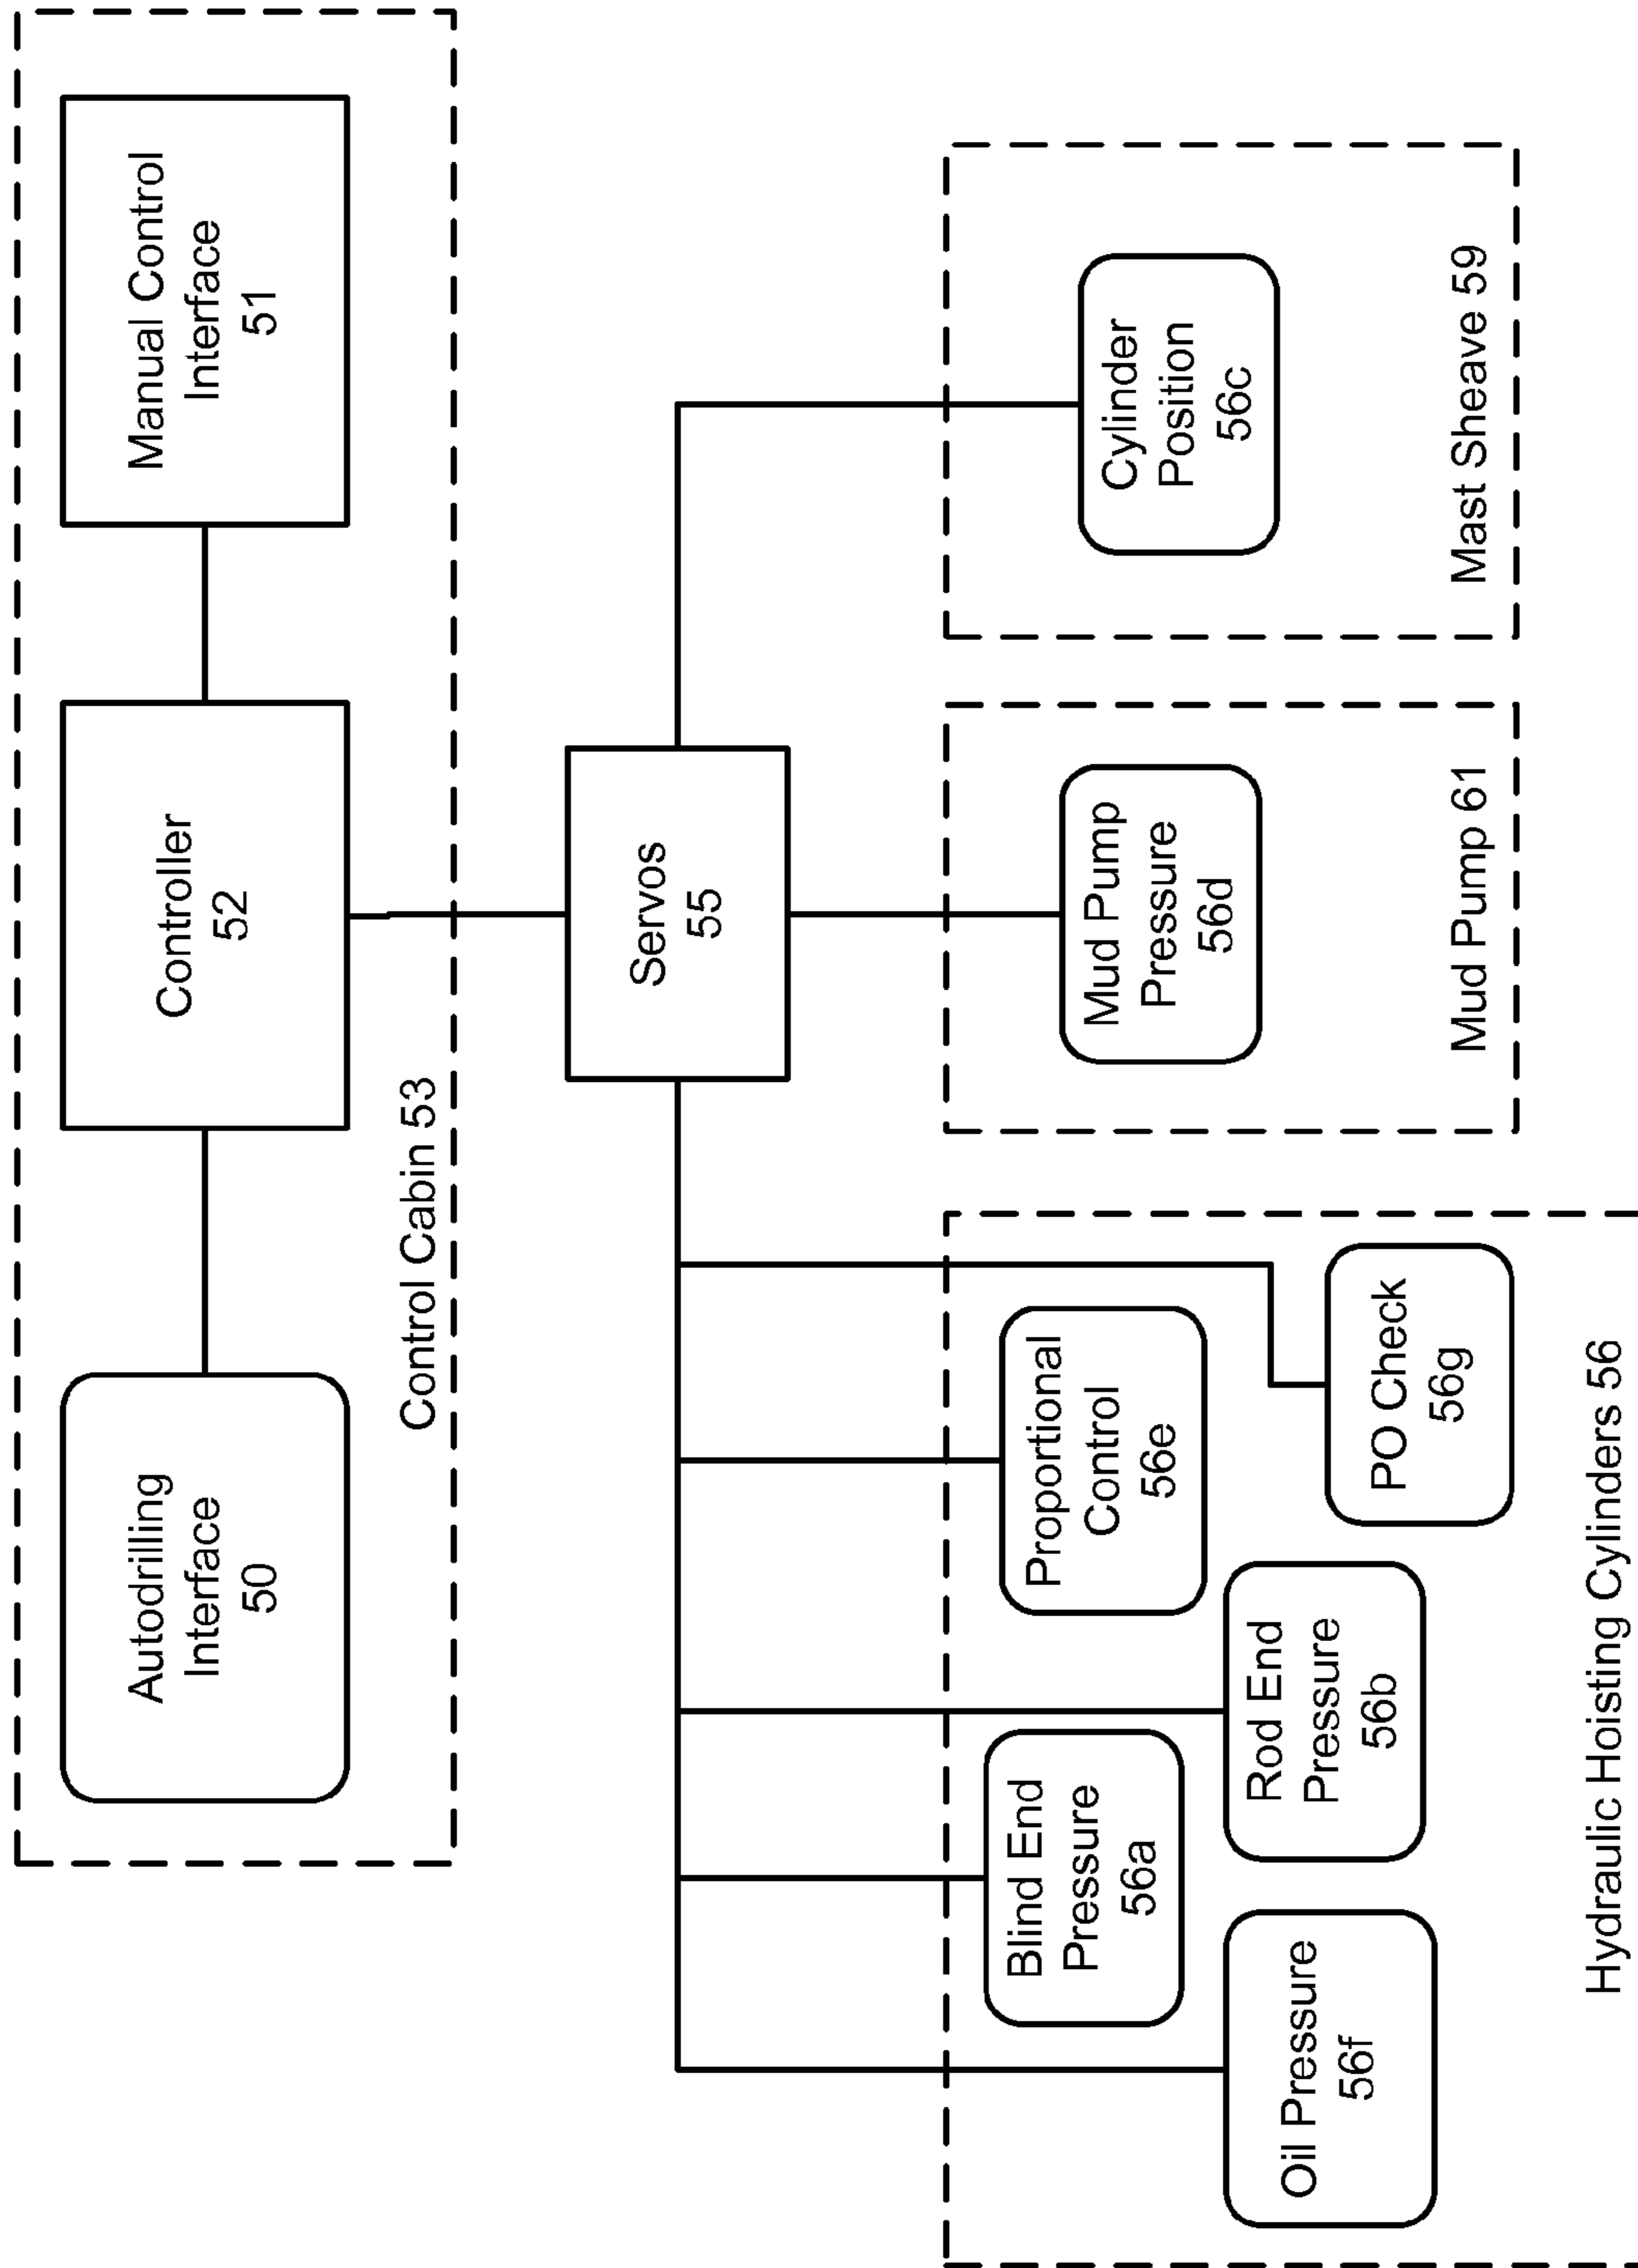 Autodrilling
Interface
50
Controller
52
Manual Control
Interface
51
Control Cabin 53
Servos
55
Blind End
Pressure
56a
Proportional
Control
56e
Oil Pressure
56f
Rod End
Pressure
56b
PO Check
56g
Hydraulic Hoisting Cylinders 56
Mud Pump
Pressure
56d
Mud Pump 61
Cylinder
Position
56c
Mast Sheave 59